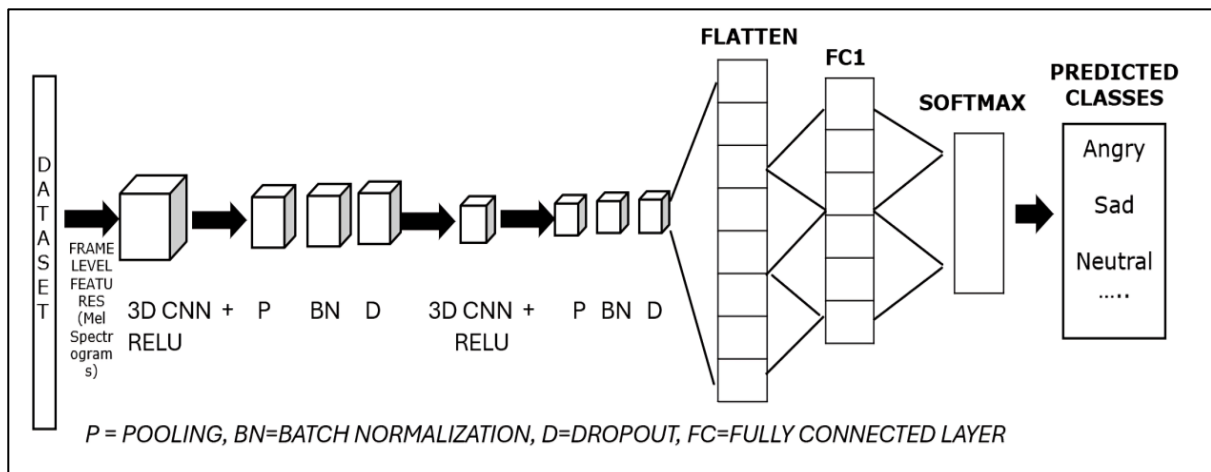 DATASET
FRAME
LEVEL
FEATU
RES
(Mel
Spectr
ogram
s)
3D CNN + P BN D 3D CNN + P BN D
RELU RELU
FLATTEN
FC1
SOFTMAX
PREDICTED
CLASSES
Angry
Sad
Neutral
.....
P = POOLING, BN=BATCH NORMALIZATION, D=DROPOUT, FC=FULLY CONNECTED LAYER